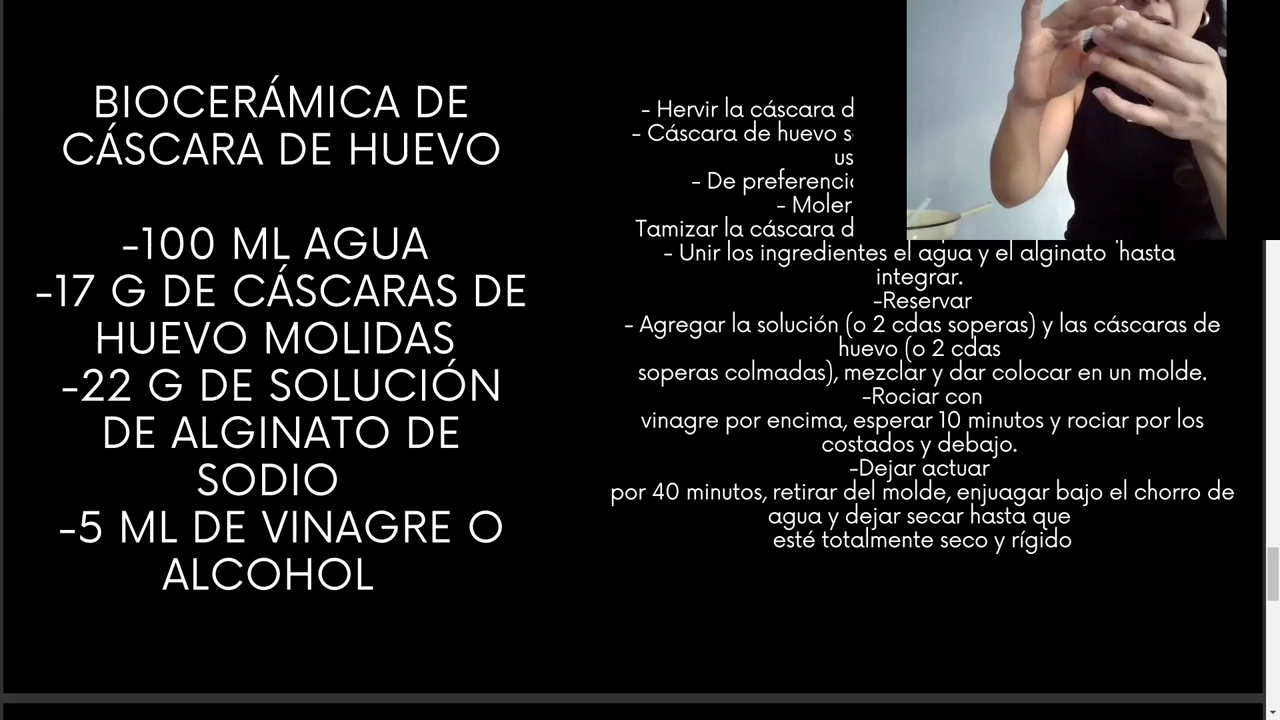 BIOCERÁMICA DE
CÁSCARA DE HUEVO
-100 ML AGUA
-17 G DE CÁSCARAS DE
HUEVO MOLIDAS
-22 G DE SOLUCIÓN
DE ALGINATO DE
SODIO
-5 ML DE VINAGRE O
ALCOHOL
- Hervir la cáscara
- Cáscara de huevo
- De
- Moler
Tamizar la cáscara
- Unir los ingredientes el agua y el alginato hasta
integrar.
-Reservar
- Agregar la solución (o 2 cdas soperas) y las cáscaras de
huevo (o 2 cdas
soperas colmadas), mezclar y dar colocar en un molde.
-Rociar con
vinagre por encima, esperar 10 minutos y rociar por los
costados y debajo.
-Dejar actuar
por 40 minutos, retirar del molde, enjuagar bajo el chorro de
agua y dejar secar hasta que
esté totalmente seco y rígido